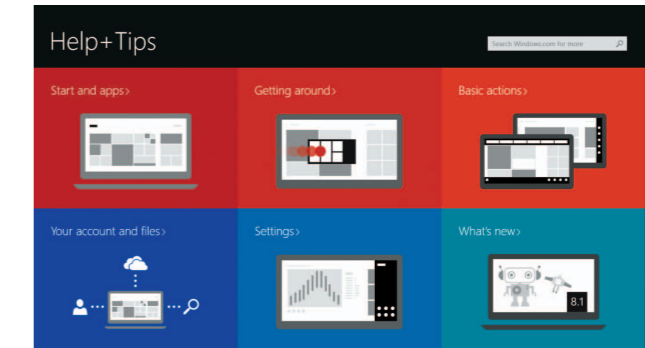 Help+Tips
Search Windows.com for more
Start and apps>
Getting around>
Basic actions>
Your account and files>
Settings>
What's new>
8.1